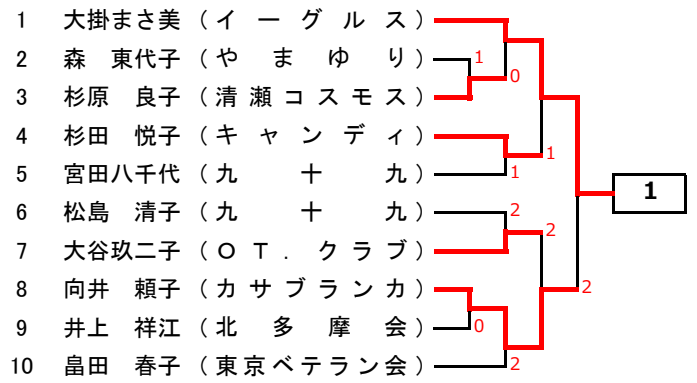 1 大掛まさ美 (イーグルス)
2 森 東代子 (やまゆり) 1
0
3 杉原 良子 (清瀬コスモス)
4 杉田 悦子 (キャンディ)
1
5 宮田八千代 (九十九) 1
1
6 松島 清子 (九十九) 2
2
7 大谷玖二子 (OT.クラブ)
8 向井 頼子 (カサブランカ) 2
9 井上 祥江 (北多摩会) 0
10 畠田 春子 (東京ベテラン会) 2